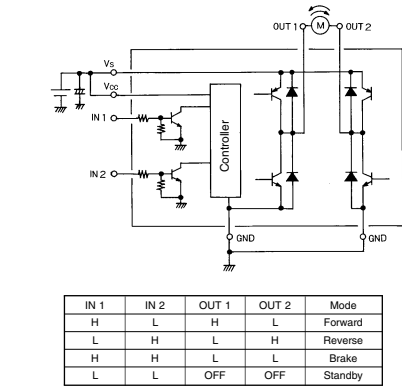 OUT 1 M OUT 2
Vs
Vcc
IN 1
Controller
IN 2
GND GND
IN 1 IN 2 OUT 1 OUT 2 Mode
H L H L Forward
L H L H Reverse
H H L L Brake
L L OFF OFF Standby